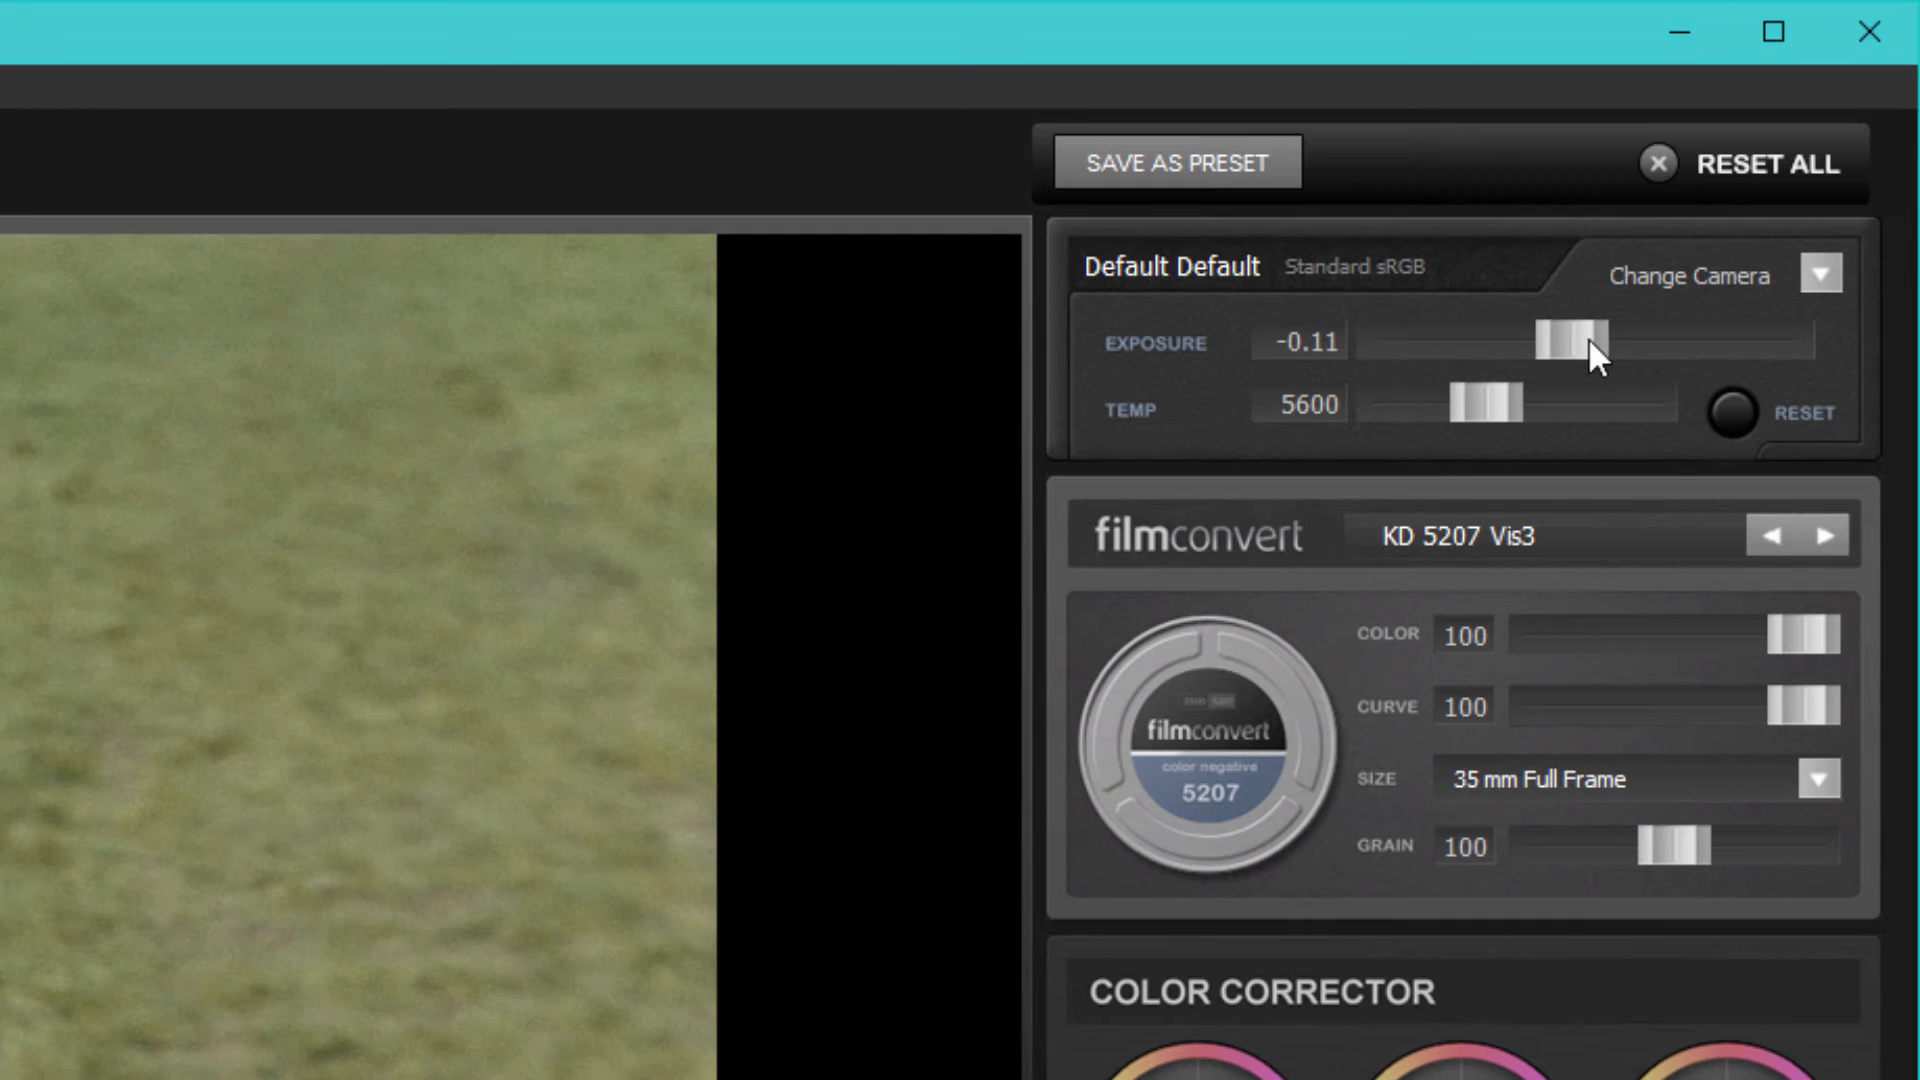 SAVE AS PRESET
RESET ALL
Default Default Standard sRGB
Change Camera
EXPOSURE -0.11
TEMP 5600
RESET
filmconvert KD 5207 Vis3
COLOR 100
CURVE 100
SIZE 35 mm Full Frame
GRAIN 100
filmconvert
color negative
5207
COLOR CORRECTOR